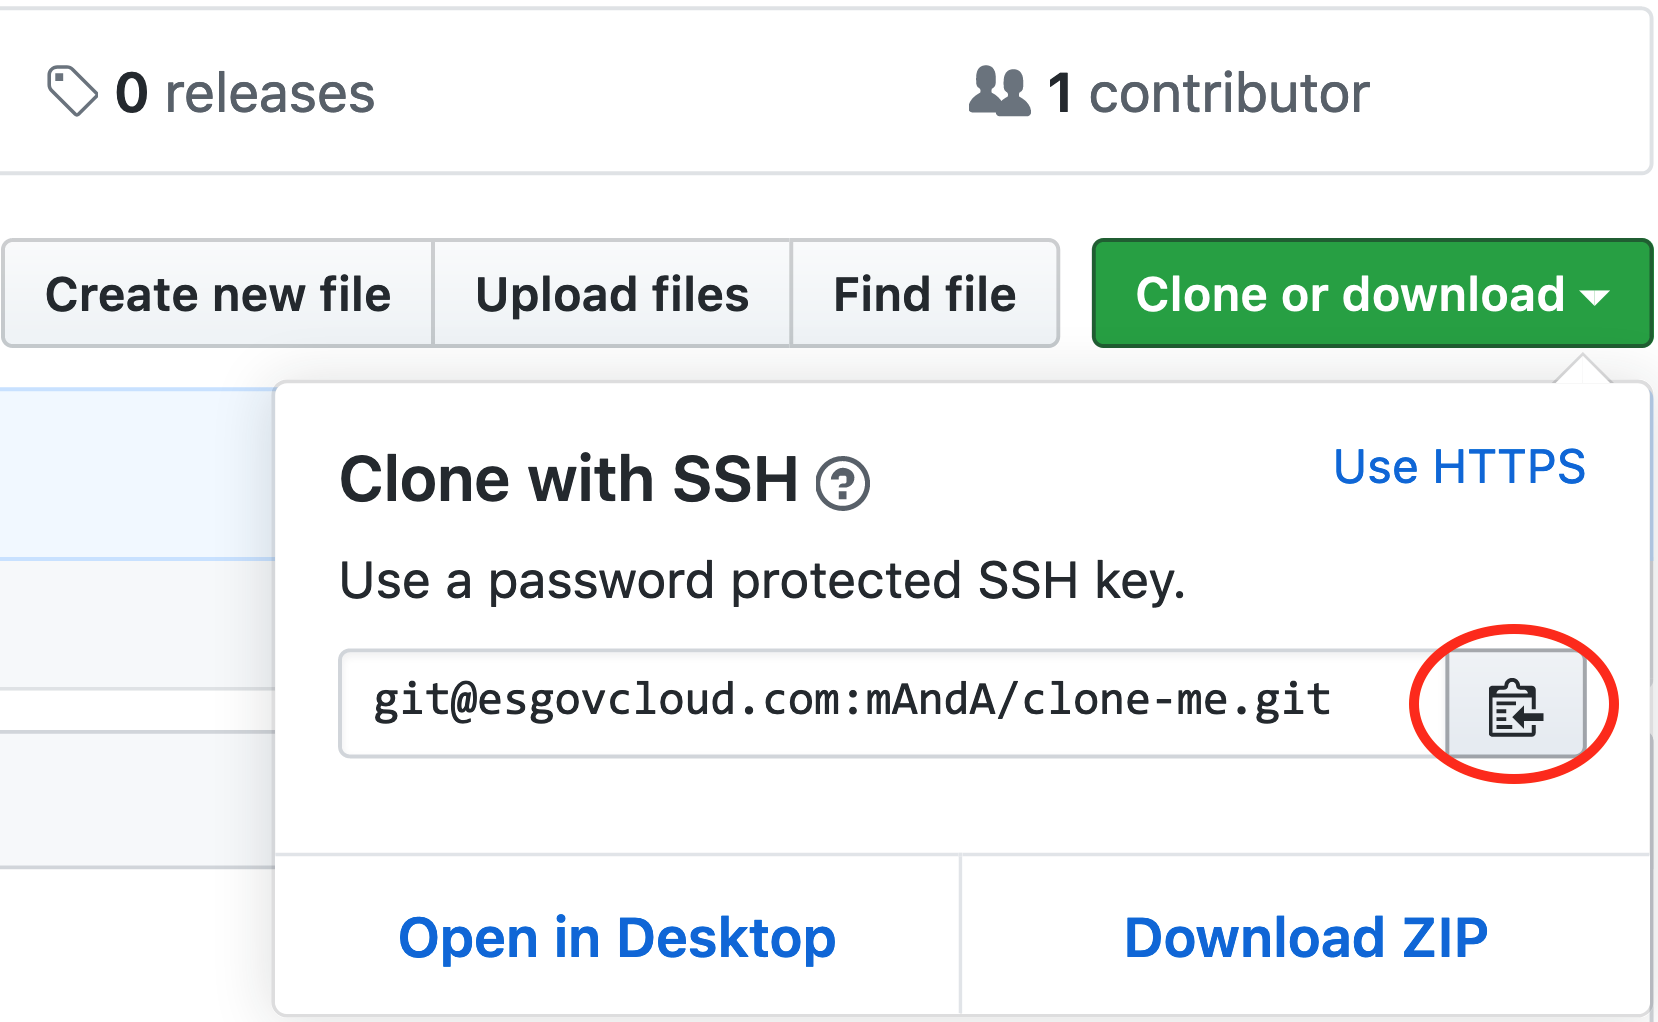 0 releases
1 contributor
Create new file
Upload files
Find file
Clone or download
Clone with SSH
Use HTTPS
Use a password protected SSH key.
git@esgovcloud.com:mAndA/clone-me.git
Open in Desktop
Download ZIP